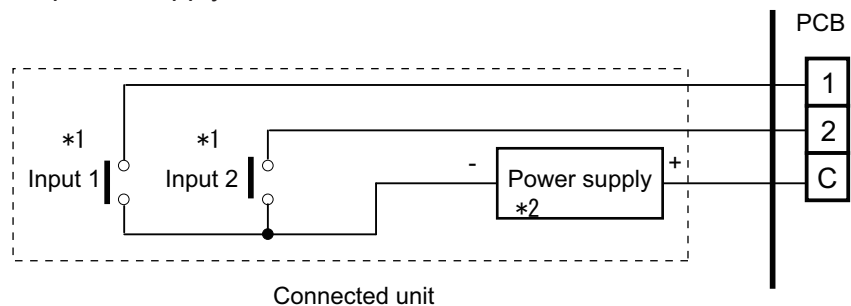 PCB
1
*1 *1 2
Input 1 Input 2 - Power supply + C
*2
Connected unit